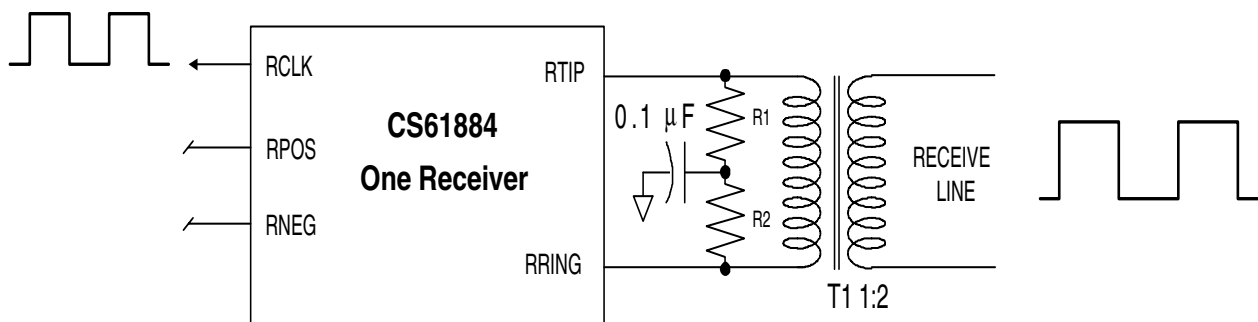 RCLK
RPOS
RNEG
CS61884
One Receiver
RTIP
RRING
0.1 μF
R1
R2
T1 1:2
RECEIVE
LINE